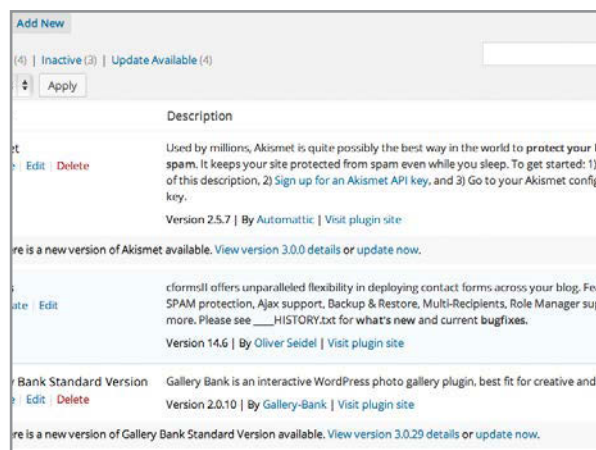 Add New
(4) | Inactive (3) | Update Available (4)
Apply
Description
Used by millions, Akismet is quite possibly the best way in the world to protect your
Edit | Delete
spam. It keeps your site protected from spam even while you sleep. To get started: 1)
of this description, 2) Sign up for an Akismet API key, and 3) Go to your Akismet config
key.
Version 2.5.7 | By Automattic | Visit plugin site
ere is a new version of Akismet available. View version 3.0.0 details or update now.
cformsII offers unparalleled flexibility in deploying contact forms across your blog. Fe
ate | Edit
SPAM protection, Ajax support, Backup & Restore, Multi-Recipients, Role Manager su
more. Please see ____HISTORY.txt for what's new and current bugfixes.
Version 14.6 | By Oliver Seidel | Visit plugin site
Bank Standard Version
Gallery Bank is an interactive WordPress photo gallery plugin, best fit for creative and
Edit | Delete
Version 2.0.10 | By Gallery-Bank | Visit plugin site
ere is a new version of Gallery Bank Standard Version available. View version 3.0.29 details or update now.